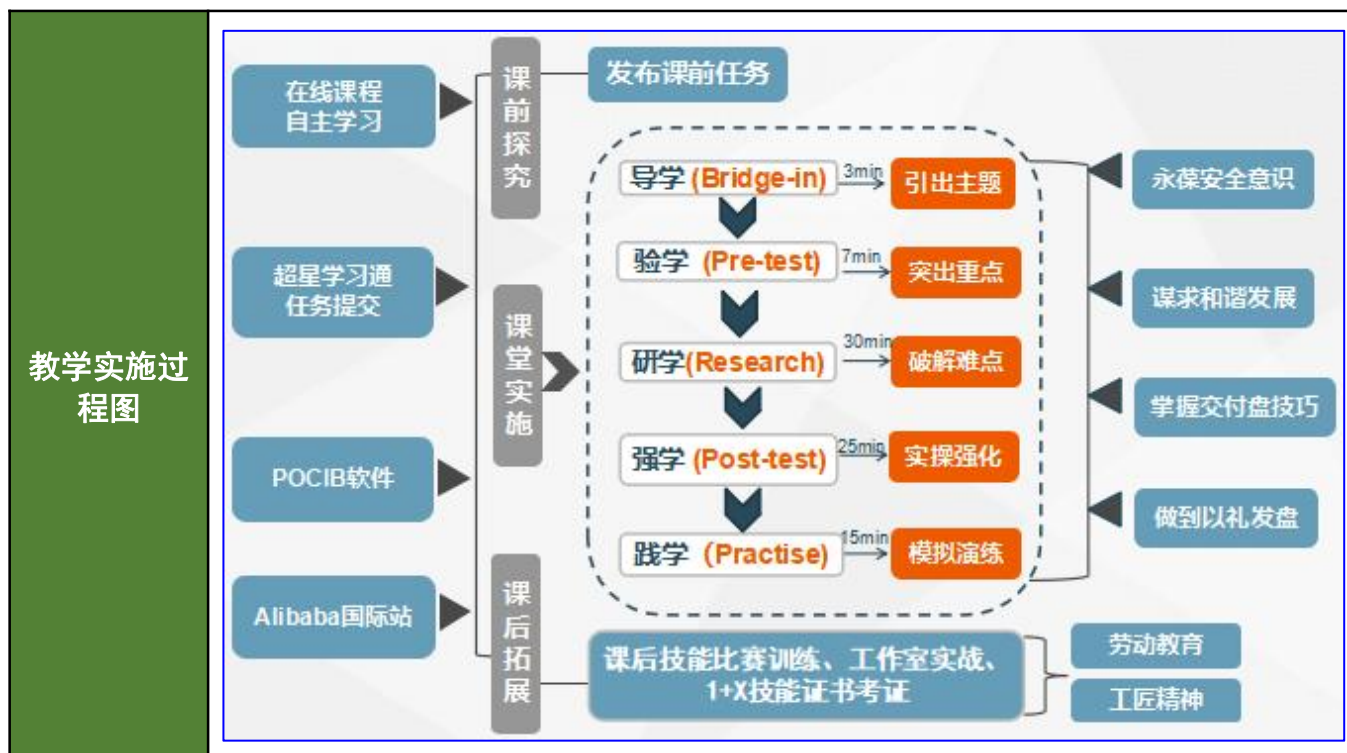 教学实施过
程图
在线课程
自主学习
超星学习通
任务提交
POCIB软件
Alibaba国际站
课前探究
课堂实施
课后拓展
发布课前任务
导学 (Bridge-in)
3min
引出主题
验学 (Pre-test)
7min
突出重点
研学(Research)
30min
破解难点
强学 (Post-test)
25min
实操强化
践学 (Practise)
15min
模拟演练
永葆安全意识
谋求和谐发展
掌握交付盘技巧
做到以礼发盘
课后技能比赛训练、工作室实战、
1+X技能证书考证
劳动教育
工匠精神